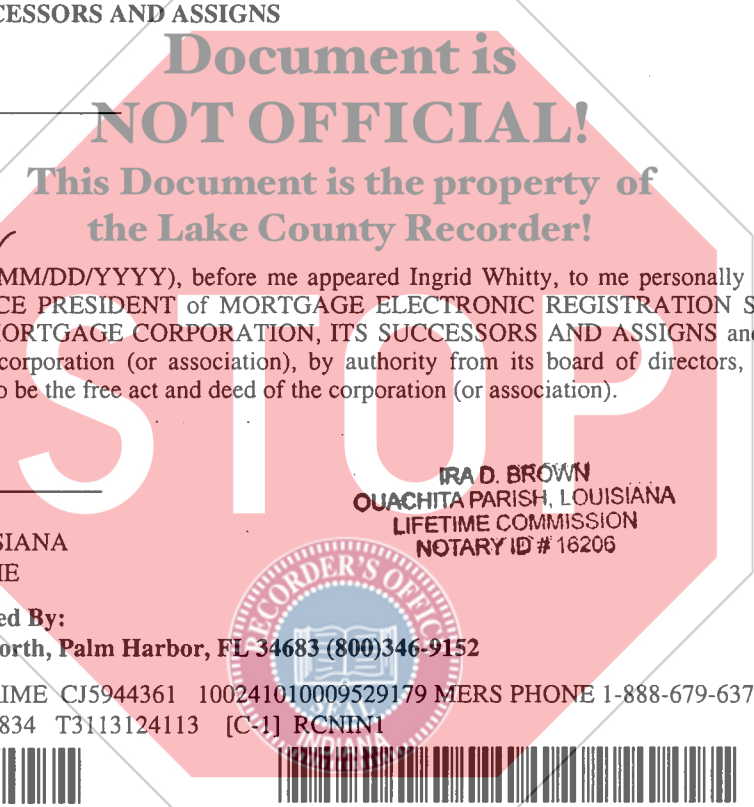 CESSORS AND ASSIGNS
Document is
NOT OFFICIAL!
This Document is the property of
the Lake County Recorder!
MM/DD/YYYY), before me appeared Ingrid Whitty, to me personally
CE PRESIDENT of MORTGAGE ELECTRONIC REGISTRATION S
MORTGAGE CORPORATION, ITS SUCCESSORS AND ASSIGNS and
corporation (or association), by authority from its board of directors,
o be the free act and deed of the corporation (or association).
STOP
IRA D. BROWN
OUACHITA PARISH, LOUISIANA
LIFETIME COMMISSION
NOTARY ID # 16206
SIANA
ME
RECORDER'S OFFICE
ed By:
orth, Palm Harbor, FL 34683 (800)346-9152
IME CJ5944361 100241010009529179 MERS PHONE 1-888-679-637
834 T3113124113 [C-1] RCNIN1
SEAL
INDIANA